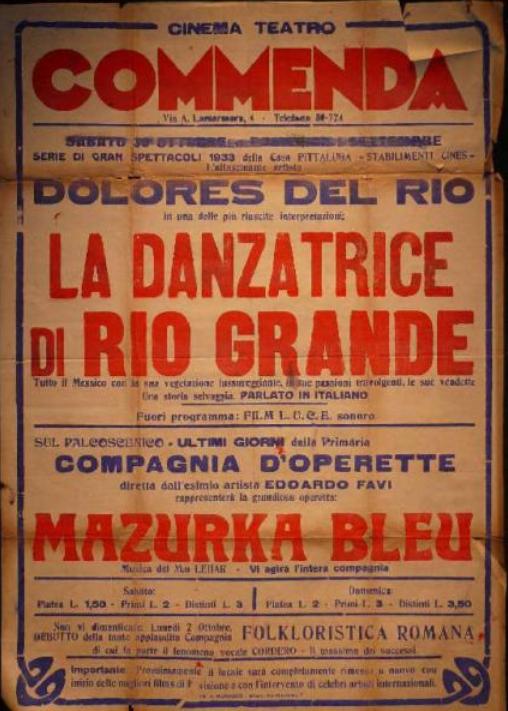 CINEMA TEATRO
COMMENDA
Via A. Lamarmora, 4 - Telefono 50-724
SABATO 30
SERIE DI GRAN SPETTACOLI 1933 della Casa PITTALUGA - STABILIMENTI CINES -
L'affascinante artista
DOLORES DEL RIO
in una delle più riuscite interpretazioni:
LA DANZATRICE
DI RIO GRANDE
Tutto il Messico con la sua vegetazione lussureggiante, le sue passioni travolgenti, le sue vendette
Una storia selvaggia. PARLATO IN ITALIANO
Fuori programma: FILM L.U.C.E. sonoro
SUL PALCOSCENICO - ULTIMI GIORNI della Primaria
COMPAGNIA D'OPERETTE
diretta dall'esimio artista EDOARDO FAVI
rappresenterà la grandiosa operetta:
MAZURKA BLEU
Musica del M.o LEHAR - Vi agirà l'intera compagnia
Sabato:
Platea L. 1,50 - Primi L. 2 - Distinti L. 3
Domenica:
Platea L. 2 - Primi L. 3 - Distinti L. 3,50
Non vi dimenticate: Lunedì 2 Ottobre,
DEBUTTO della tanto applaudita Compagnia FOLKLORISTICA ROMANA
di cui fa parte il fenomeno vocale CORDERO - Il massimo dei successi
Importante: Prossimamente il locale sarà completamente rimesso a nuovo con
inizio delle migliori films di I visione e con l'intervento di celebri artisti internazionali.